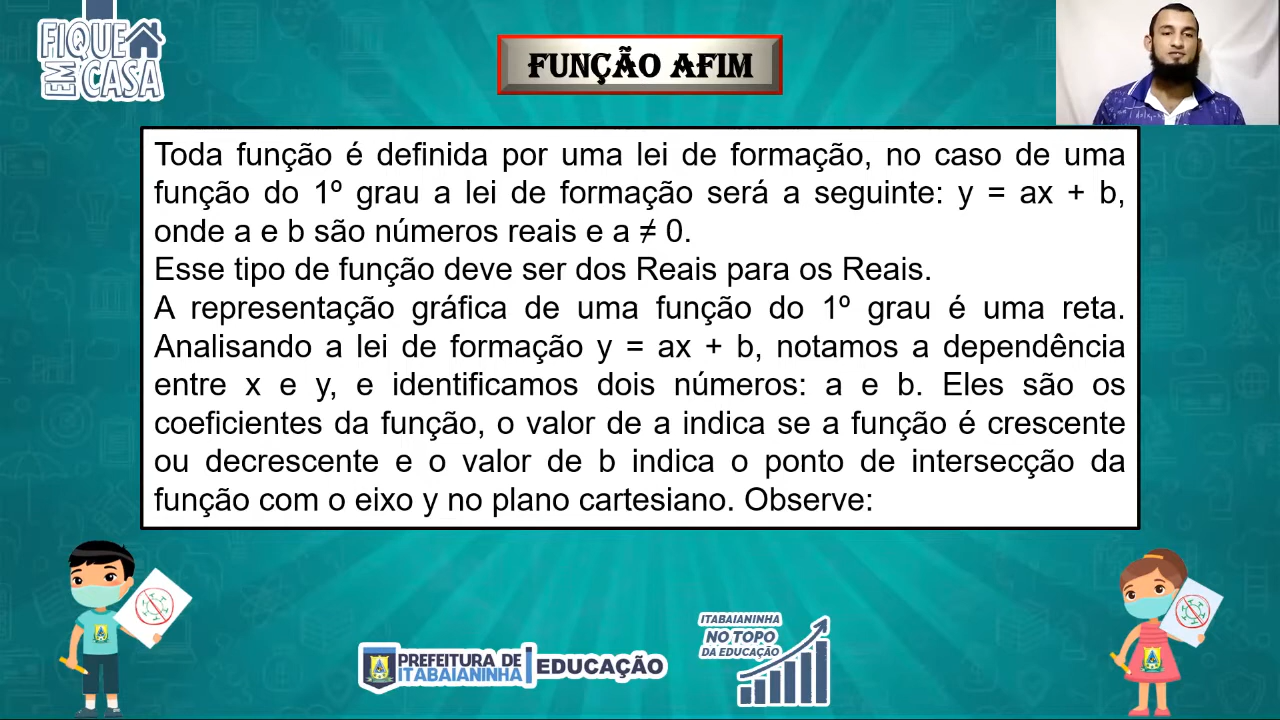 FIQUE
EM CASA
FUNÇÃO AFIM
Toda função é definida por uma lei de formação, no caso de uma
função do 1º grau a lei de formação será a seguinte: y = ax + b,
onde a e b são números reais e a ≠ 0.
Esse tipo de função deve ser dos Reais para os Reais.
A representação gráfica de uma função do 1º grau é uma reta.
Analisando a lei de formação y = ax + b, notamos a dependência
entre x e y, e identificamos dois números: a e b. Eles são os
coeficientes da função, o valor de a indica se a função é crescente
ou decrescente e o valor de b indica o ponto de intersecção da
função com o eixo y no plano cartesiano. Observe:
PREFEITURA DE
ITABAIANINHA
EDUCAÇÃO
ITABAIANINHA
NO TOPO
DA EDUCAÇÃO